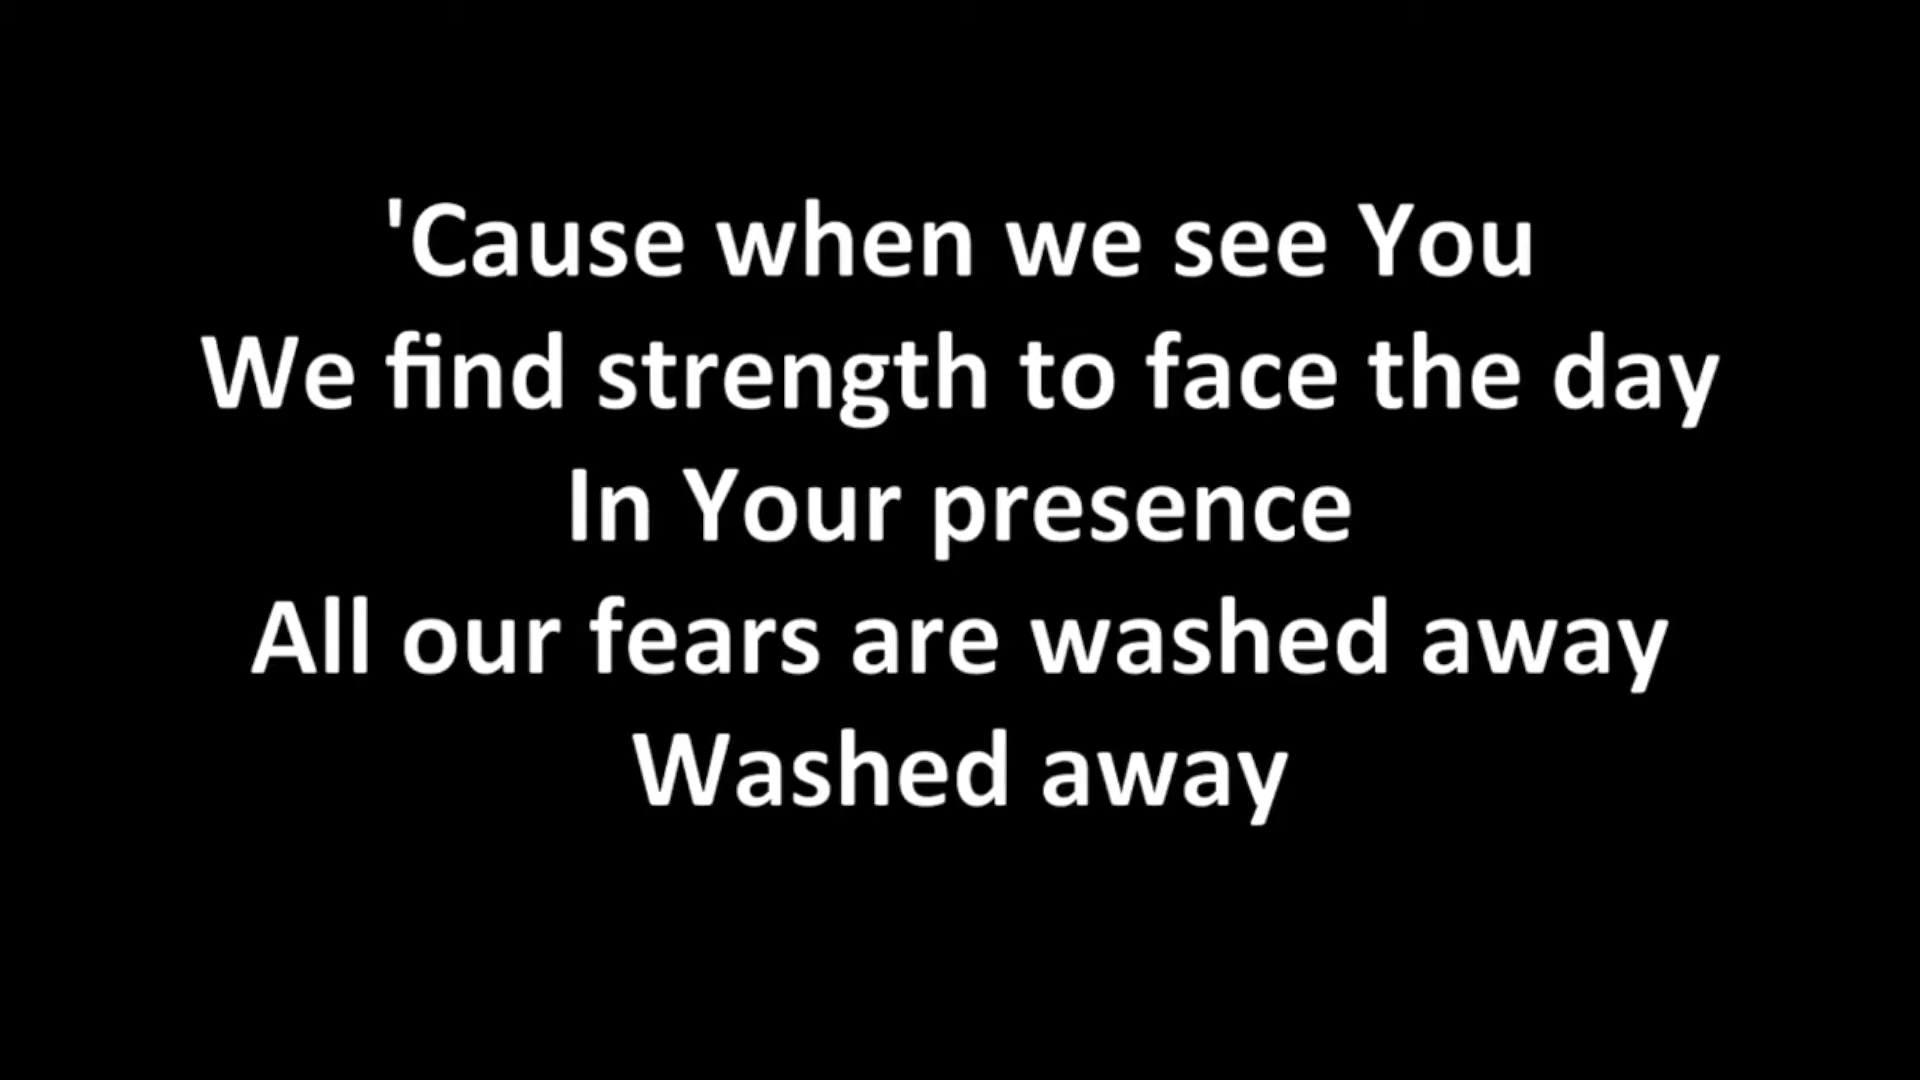 'Cause when we see You
We find strength to face the day
In Your presence
All our fears are washed away
Washed away